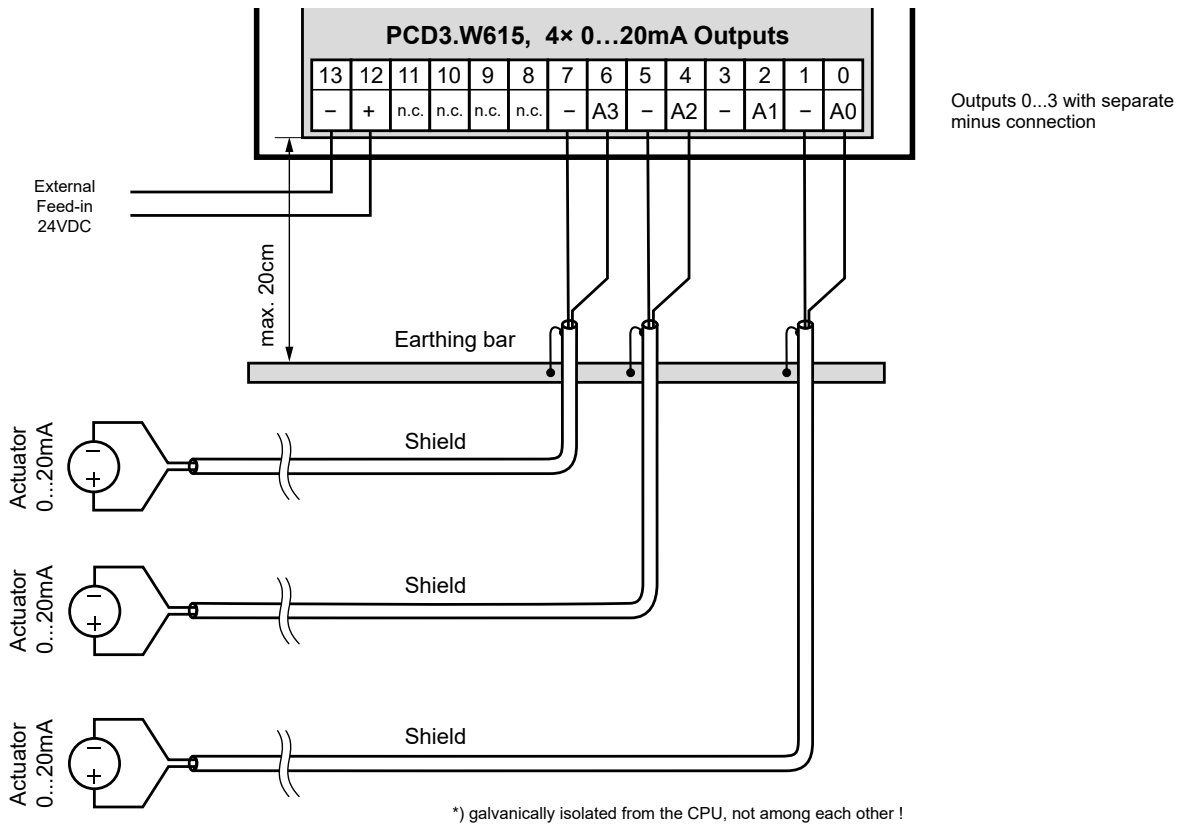 PCD3.W615, 4× 0…20mA Outputs
13 12 11 10 9 8 7 6 5 4 3 2 1 0
– + n.c. n.c. n.c. n.c. – A3 – A2 – A1 – A0
Outputs 0...3 with separate
minus connection
External
Feed-in
24VDC
max. 20cm
Earthing bar
Actuator
0...20mA
–
+
Shield
Actuator
0...20mA
–
+
Shield
Actuator
0...20mA
–
+
Shield
*) galvanically isolated from the CPU, not among each other !